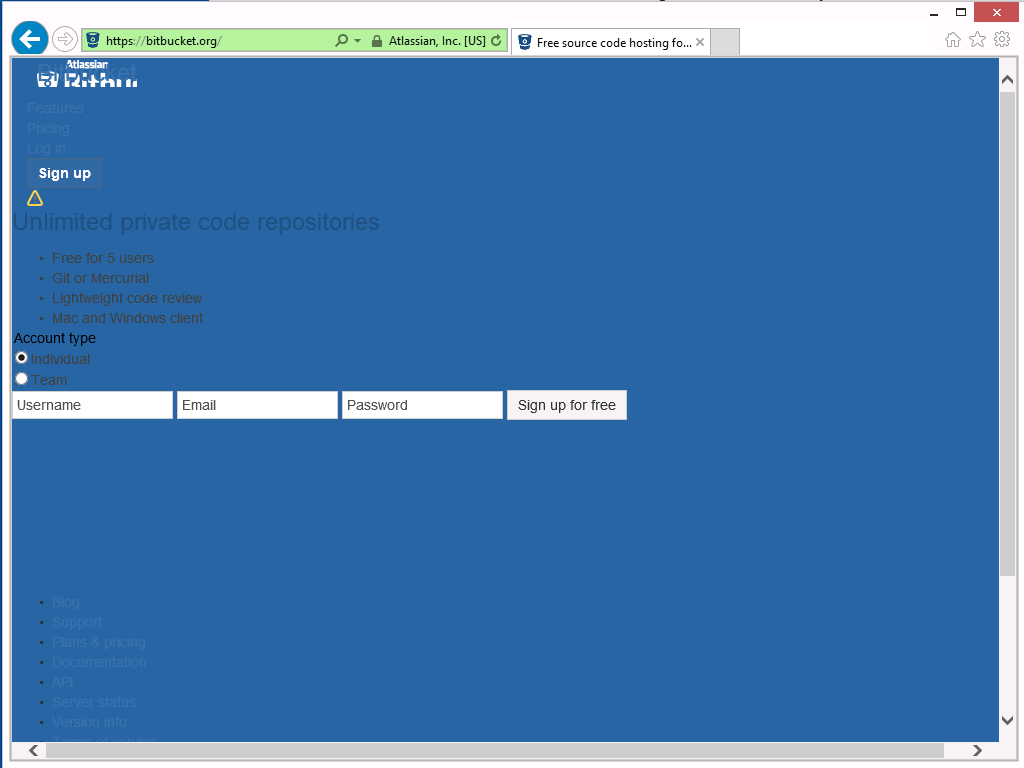 https://bitbucket.org/
Atlassian, Inc. [US]
Free source code hosting fo...
Atlassian
Bitbucket
Features
Pricing
Log in
Sign up
Unlimited private code repositories
• Free for 5 users
• Git or Mercurial
• Lightweight code review
• Mac and Windows client
Account type
Individual
Team
Username Email Password Sign up for free
• Blog
• Support
• Plans & pricing
• Documentation
• API
• Server status
• Version info
• Terms of service